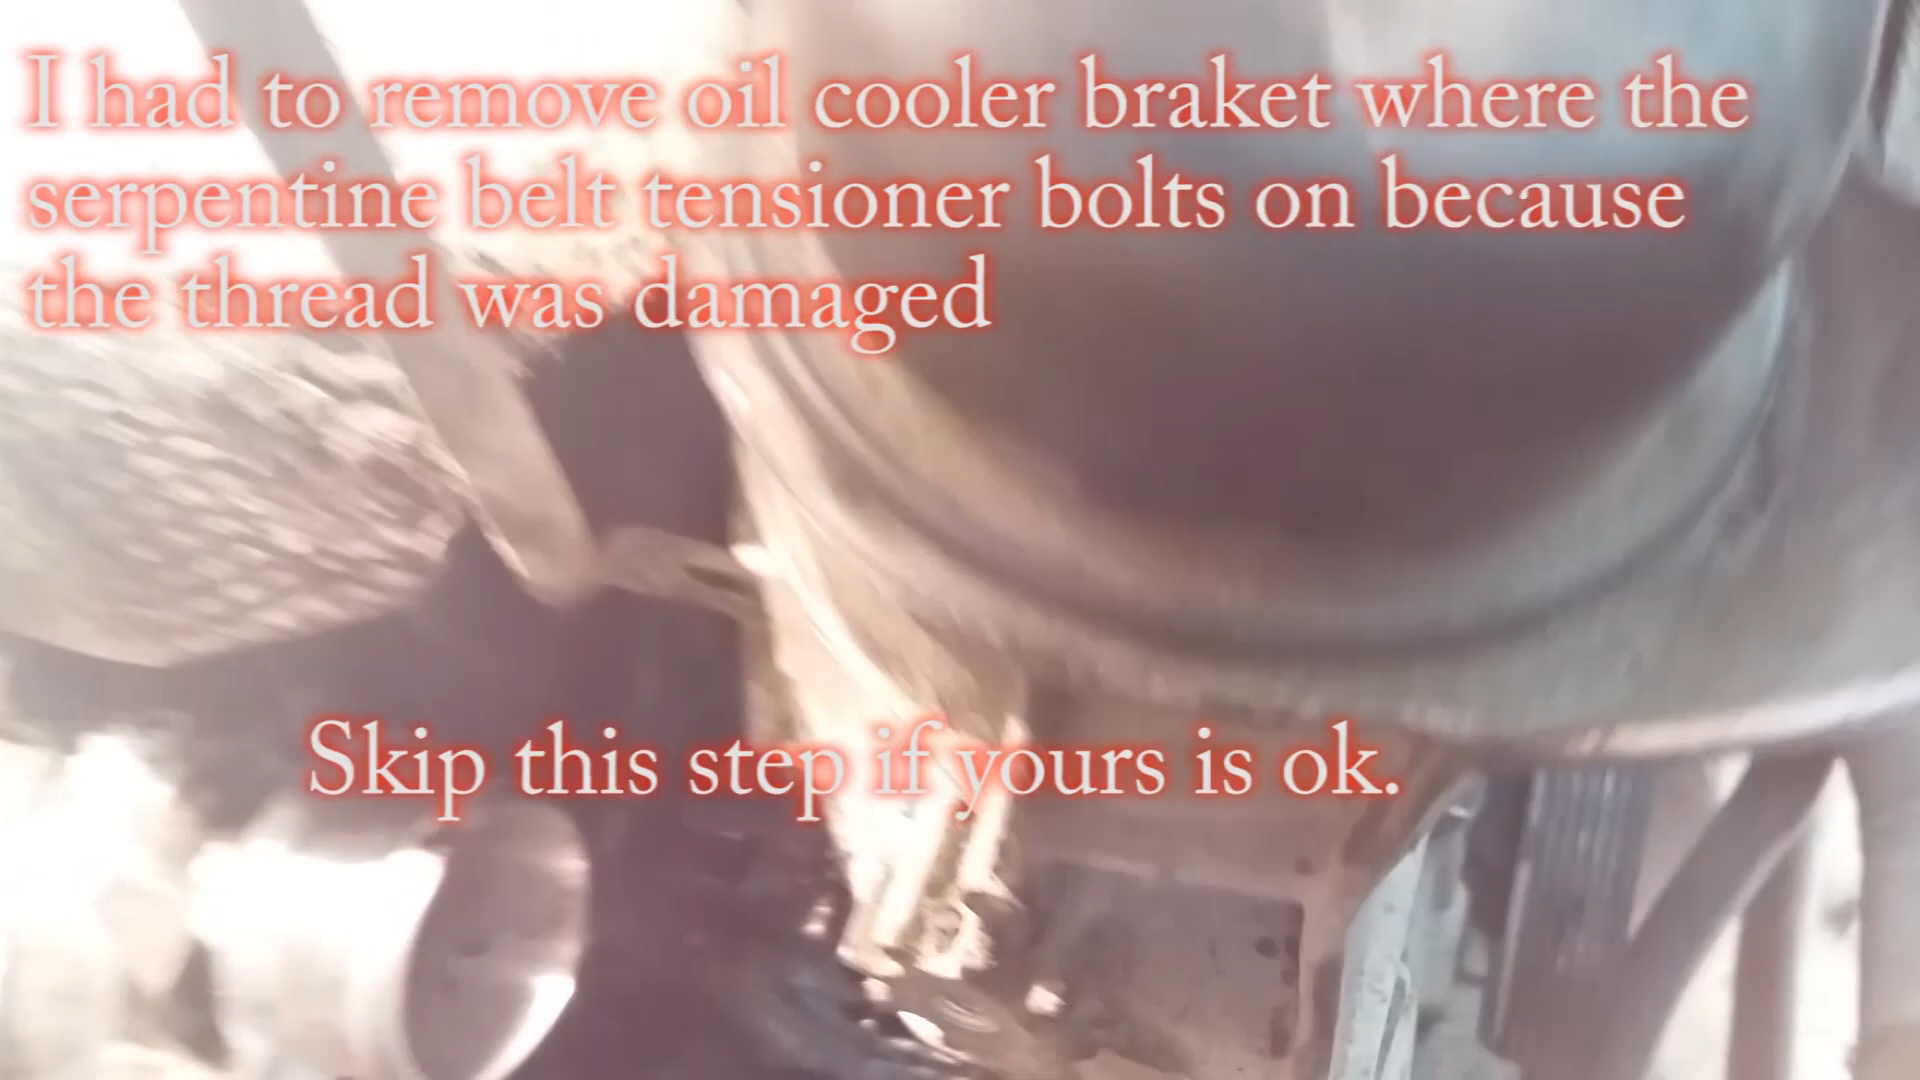 I had to remove oil cooler braket where the
serpentine belt tensioner bolts on because
the thread was damaged
Skip this step if yours is ok.